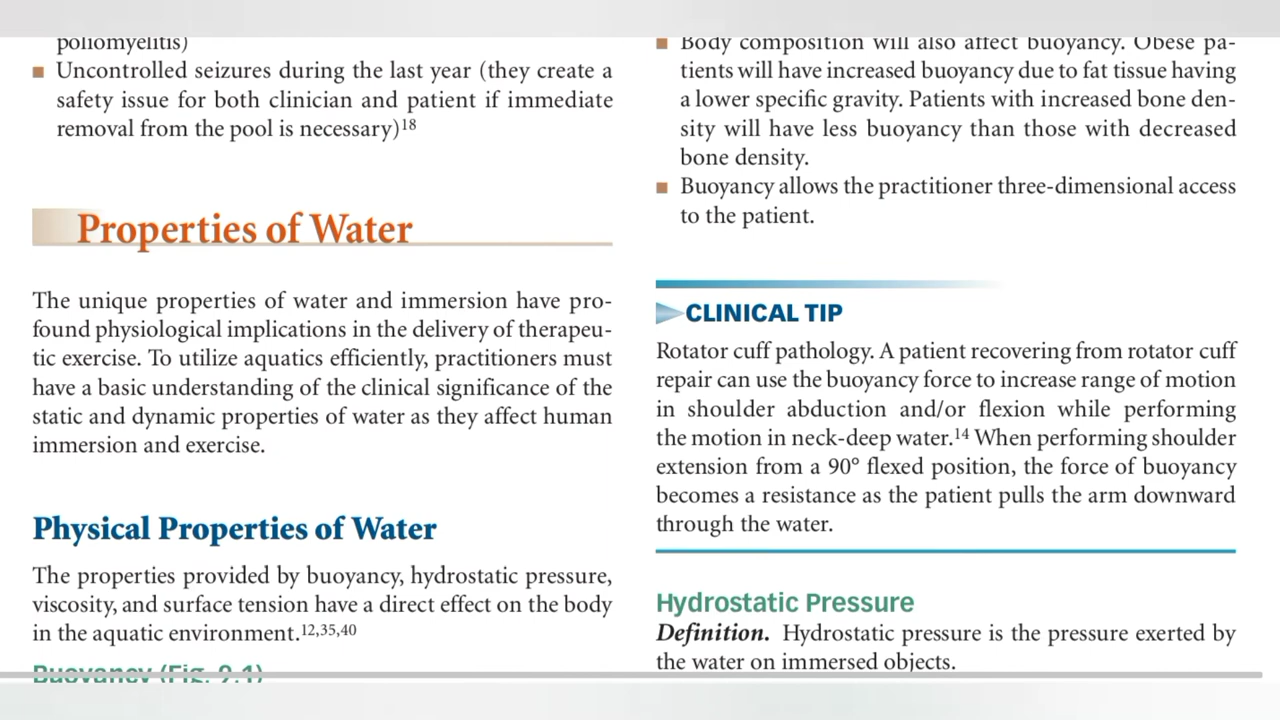 poliomyelitis)
■ Uncontrolled seizures during the last year (they create a
safety issue for both clinician and patient if immediate
removal from the pool is necessary)18
Properties of Water
The unique properties of water and immersion have pro-
found physiological implications in the delivery of therapeu-
tic exercise. To utilize aquatics efficiently, practitioners must
have a basic understanding of the clinical significance of the
static and dynamic properties of water as they affect human
immersion and exercise.
Physical Properties of Water
The properties provided by buoyancy, hydrostatic pressure,
viscosity, and surface tension have a direct effect on the body
in the aquatic environment.12,35,40
Buoyancy (Fig. 9.1)
■ Body composition will also affect buoyancy. Obese pa-
tients will have increased buoyancy due to fat tissue having
a lower specific gravity. Patients with increased bone den-
sity will have less buoyancy than those with decreased
bone density.
■ Buoyancy allows the practitioner three-dimensional access
to the patient.
CLINICAL TIP
Rotator cuff pathology. A patient recovering from rotator cuff
repair can use the buoyancy force to increase range of motion
in shoulder abduction and/or flexion while performing
the motion in neck-deep water.14 When performing shoulder
extension from a 90° flexed position, the force of buoyancy
becomes a resistance as the patient pulls the arm downward
through the water.
Hydrostatic Pressure
Definition. Hydrostatic pressure is the pressure exerted by
the water on immersed objects.